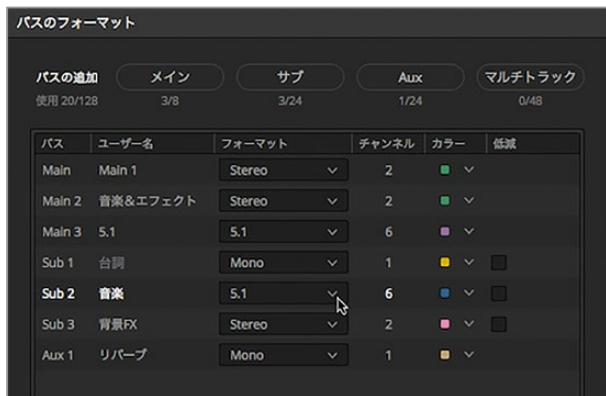 バスのフォーマット
バスの追加 メイン サブ Aux マルチトラック
使用 20/128 3/8 3/24 1/24 0/48
バス ユーザー名 フォーマット チャンネル カラー 低減
Main Main 1 Stereo 2
Main 2 音楽&エフェクト Stereo 2
Main 3 5.1 5.1 6
Sub 1 台詞 Mono 1
Sub 2 音楽 5.1 6
Sub 3 背景FX Stereo 2
Aux 1 リバーブ Mono 1